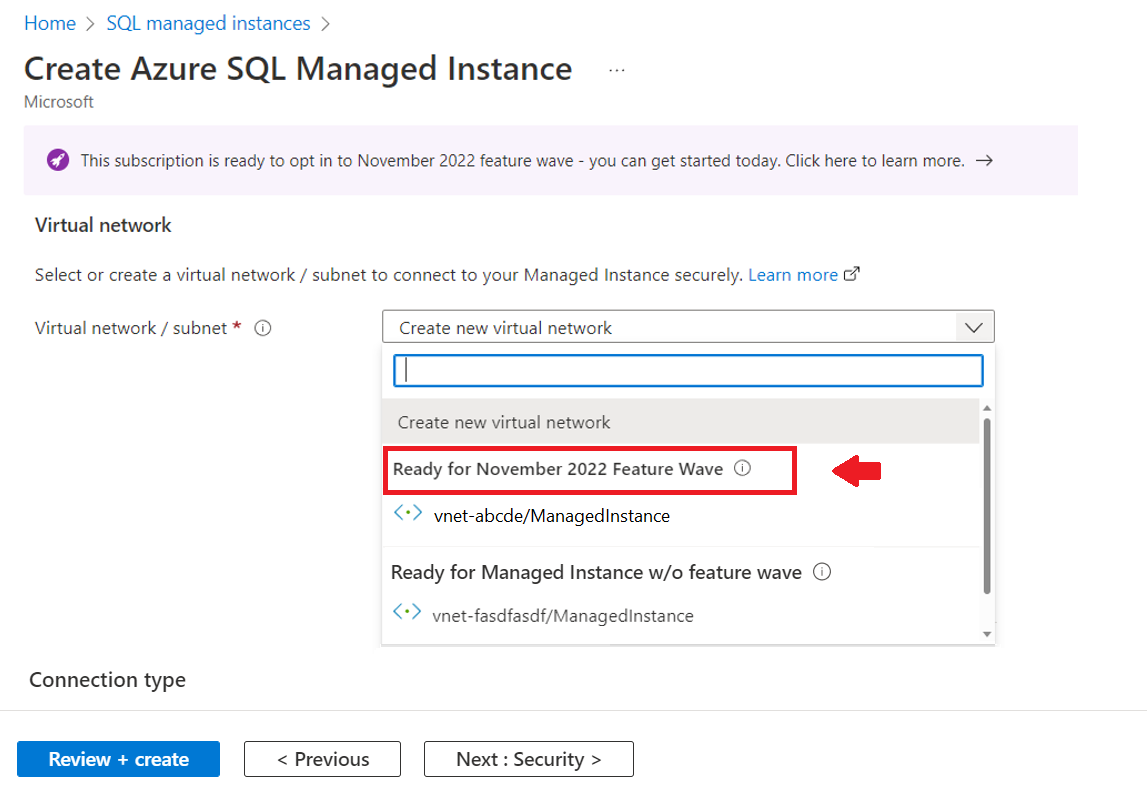 Home > SQL managed instances >
Create Azure SQL Managed Instance ...
Microsoft
This subscription is ready to opt in to November 2022 feature wave - you can get started today. Click here to learn more. →
Virtual network
Select or create a virtual network / subnet to connect to your Managed Instance securely. Learn more
Virtual network / subnet *
Create new virtual network
Create new virtual network
Ready for November 2022 Feature Wave
vnet-abcde/ManagedInstance
Ready for Managed Instance w/o feature wave
vnet-fasdfasdf/ManagedInstance
Connection type
Review + create
< Previous
Next : Security >